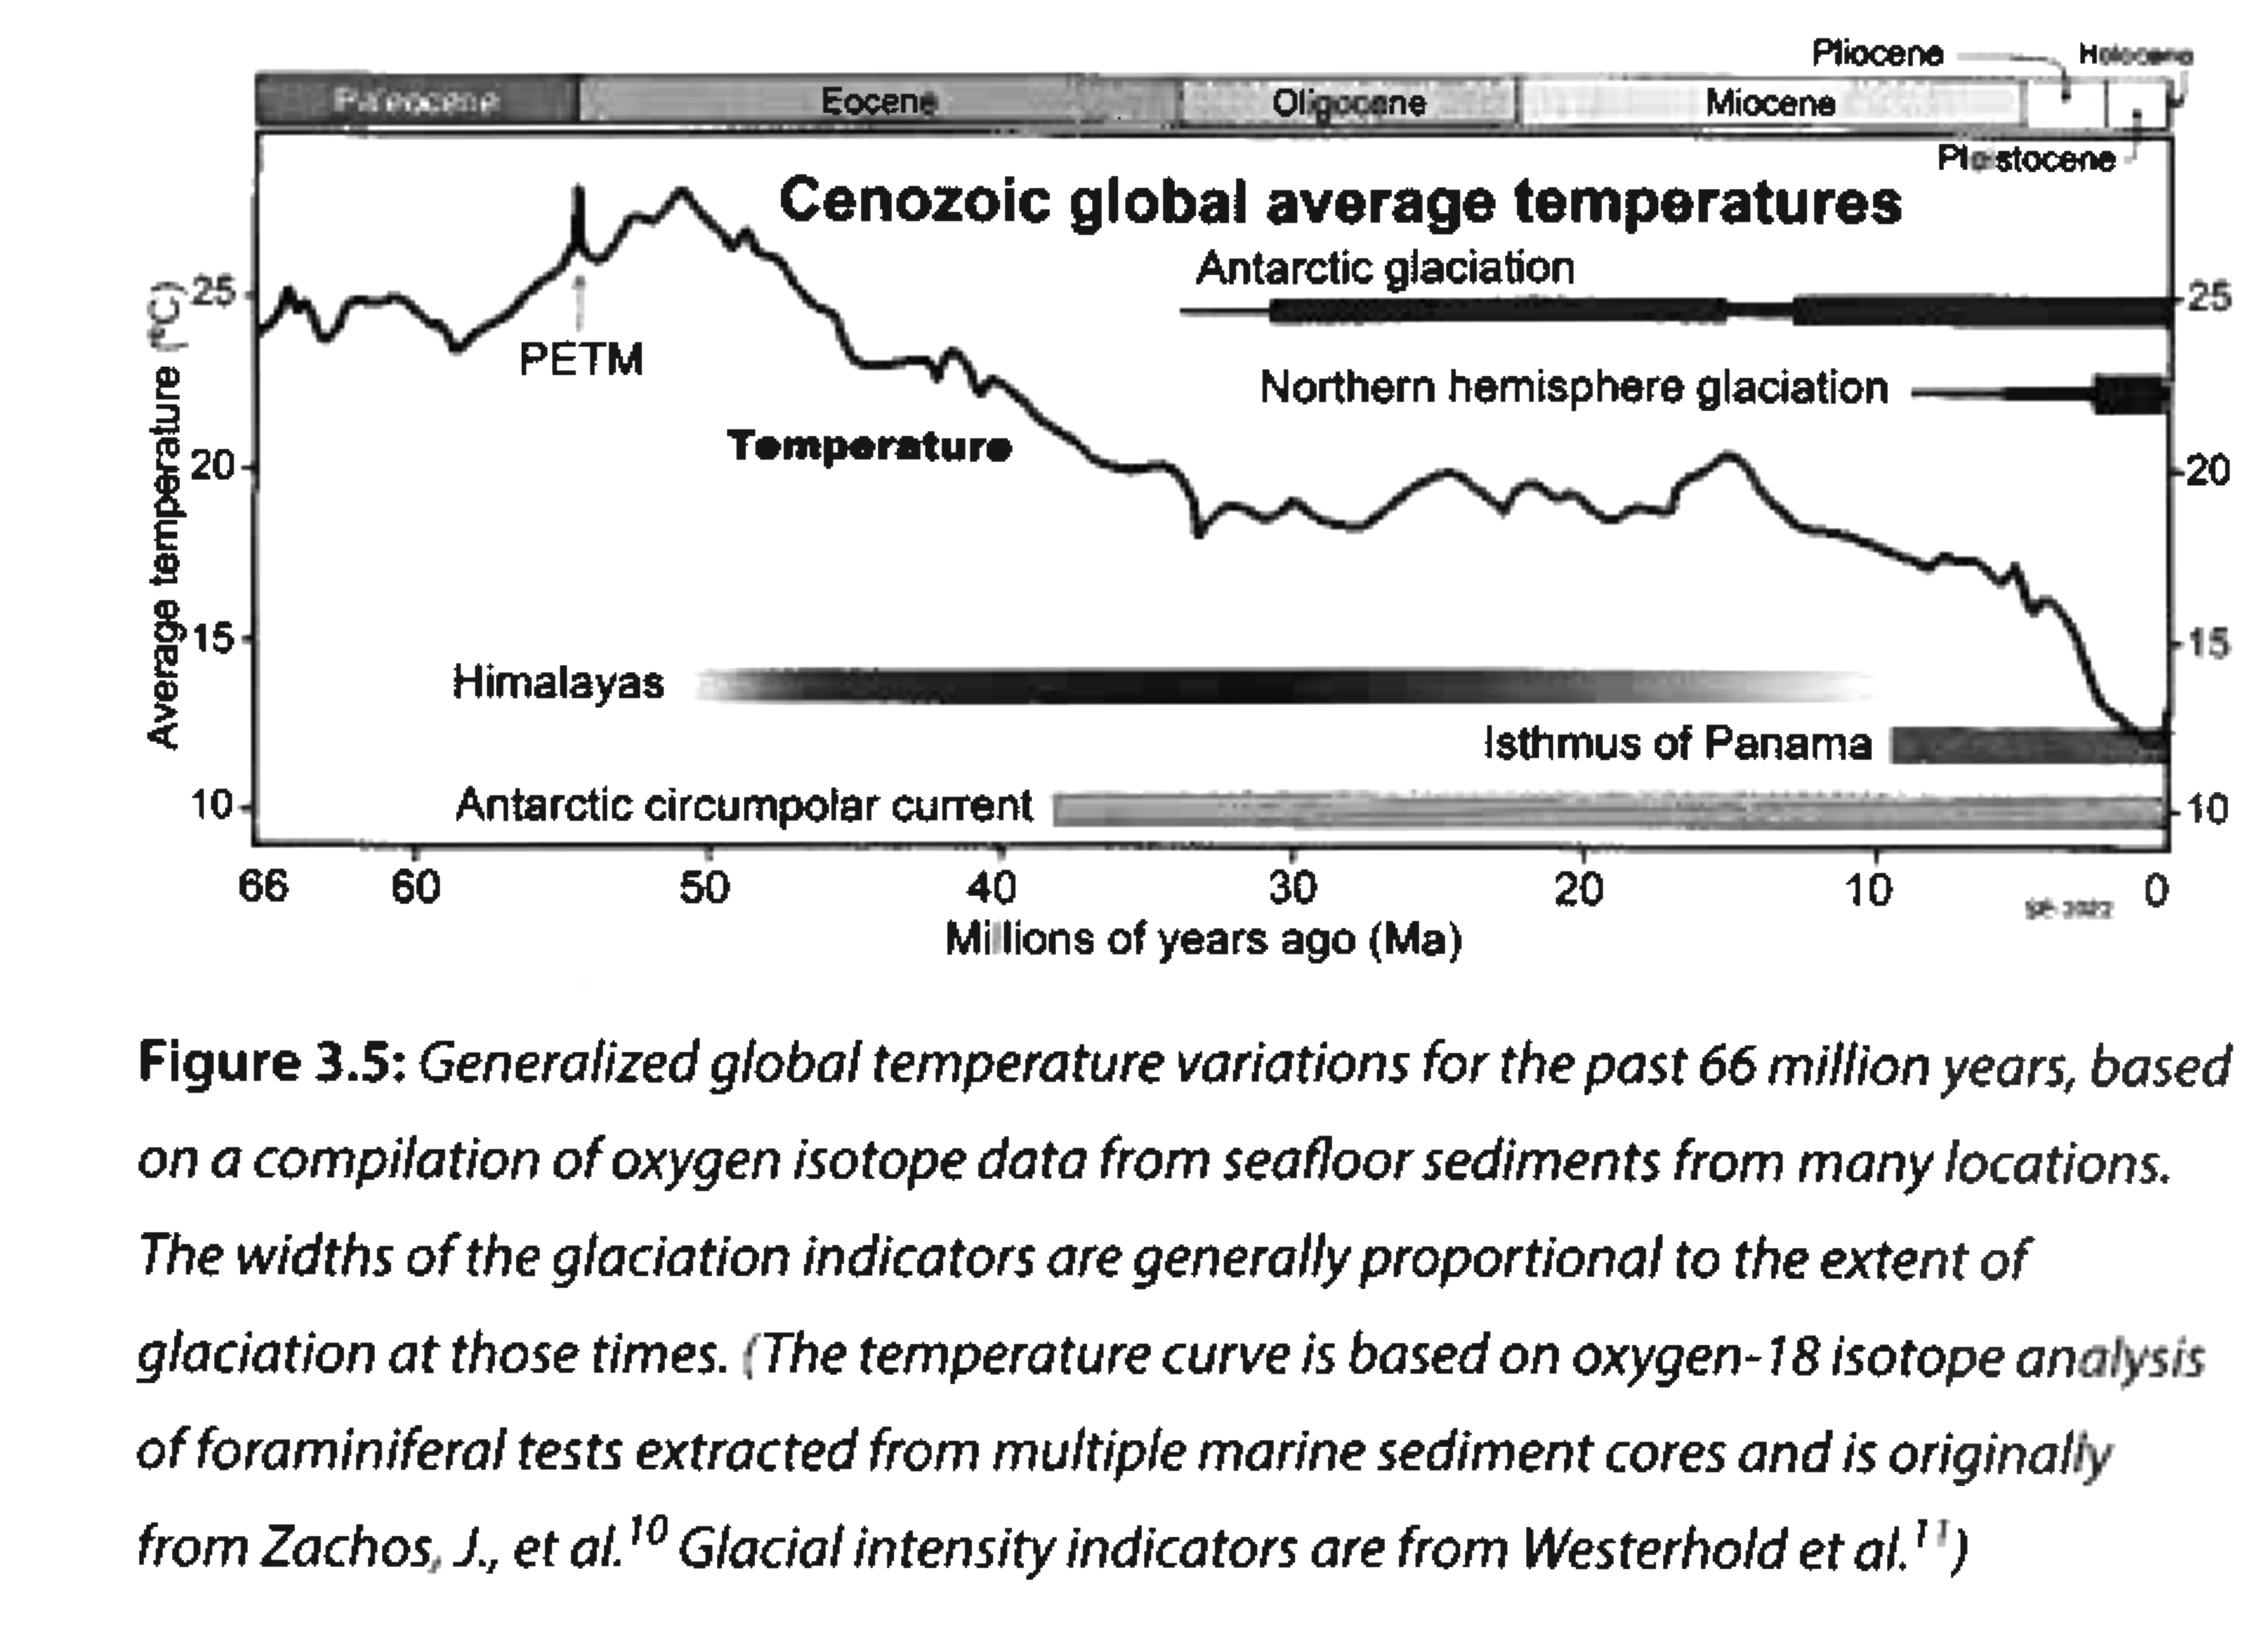 Pliocene Holocene
Paleocene Eocene Oligocene Miocene
Pleistocene
Cenozoic global average temperatures
Antarctic glaciation
25 25
PETM
Northern hemisphere glaciation
Temperature
20 20
Average temperature (°C)
15 15
Himalayas
Isthmus of Panama
Antarctic circumpolar current
10 10
66 60 50 40 30 20 10 0
Millions of years ago (Ma)
Figure 3.5: Generalized global temperature variations for the past 66 million years, based
on a compilation of oxygen isotope data from seafloor sediments from many locations.
The widths of the glaciation indicators are generally proportional to the extent of
glaciation at those times. (The temperature curve is based on oxygen-18 isotope analysis
of foraminiferal tests extracted from multiple marine sediment cores and is originally
from Zachos, J., et al.10 Glacial intensity indicators are from Westerhold et al.11)